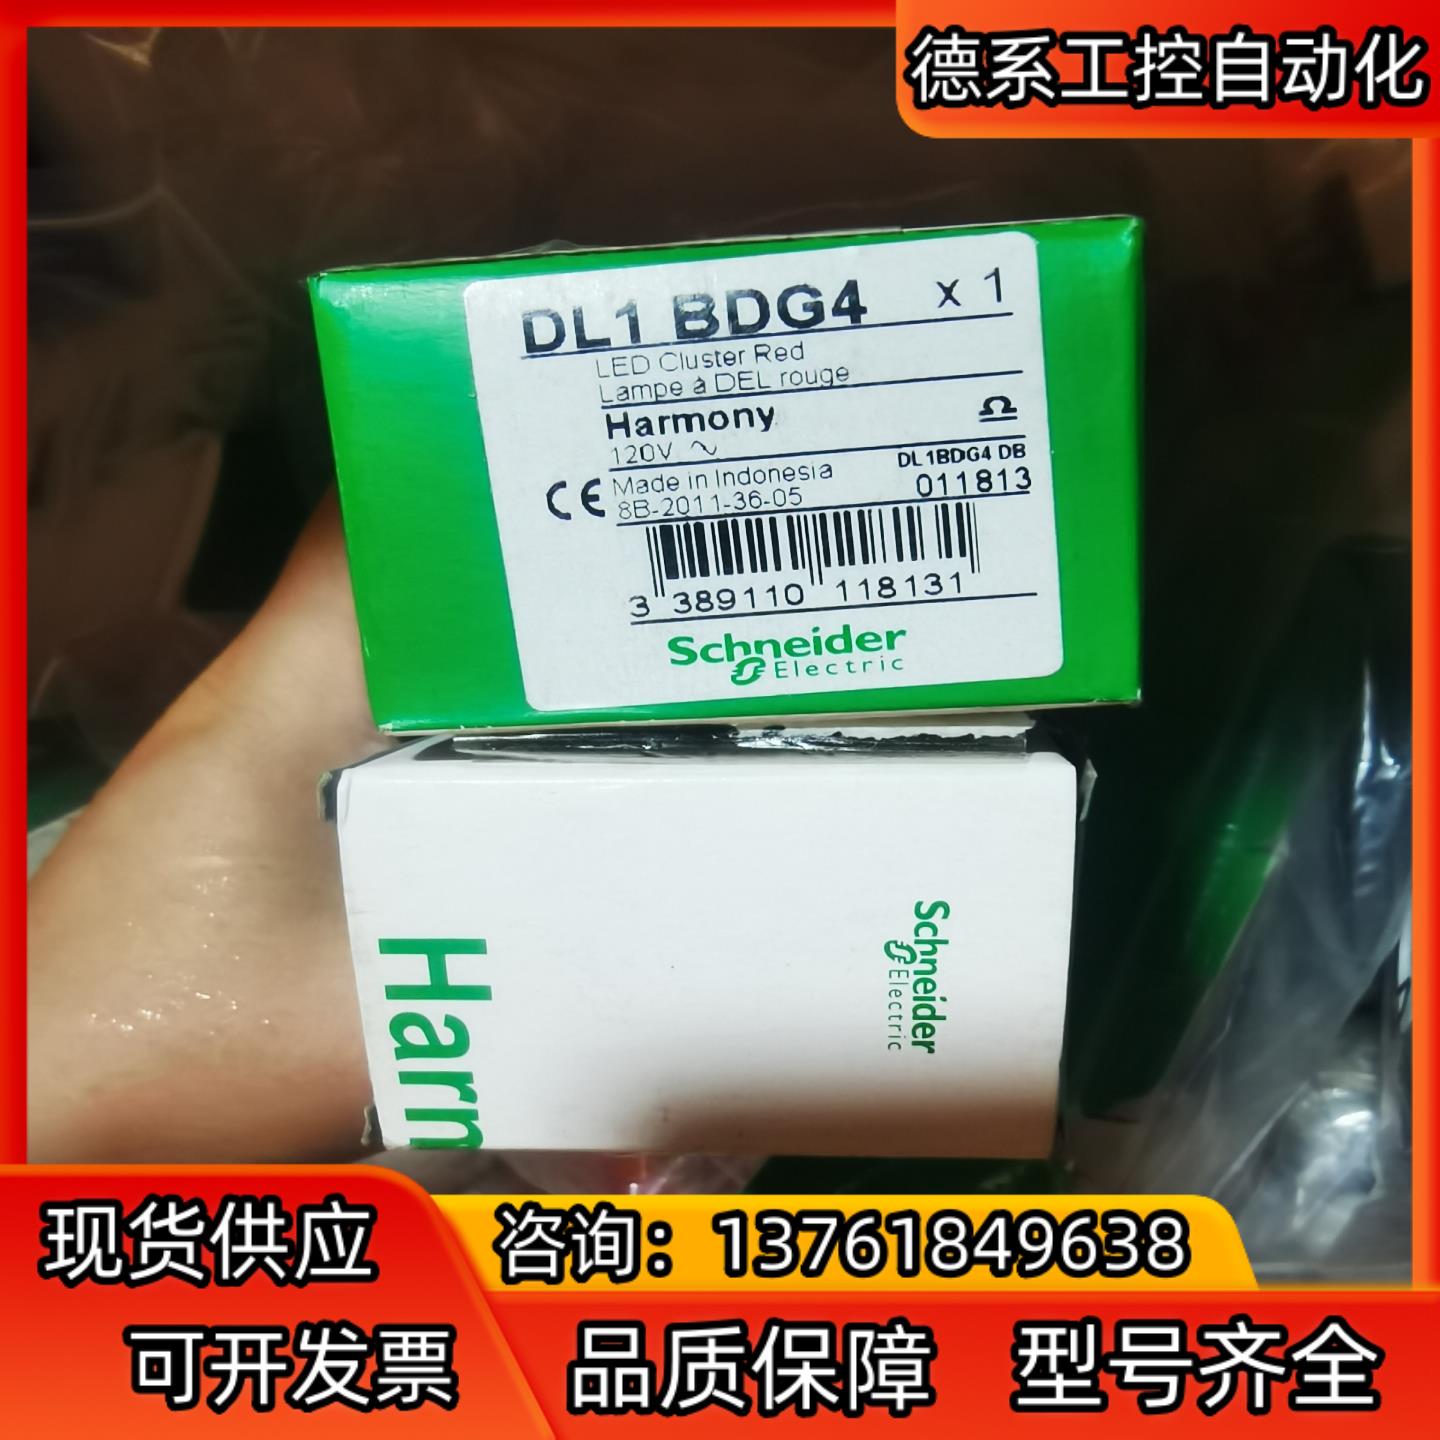 德系工控自动化
DL1 BDG4 x 1
LED Cluster Red
Lampe à DEL rouge
Harmony
120V ~
DL1BDG4 DB
Made in Indonesia
011813
CE
8B-2011-36-05
3 389110 118131
Schneider
Electric
Schneider
Electric
Harm
现货供应
咨询：13761849638
可开发票
品质保障
型号齐全